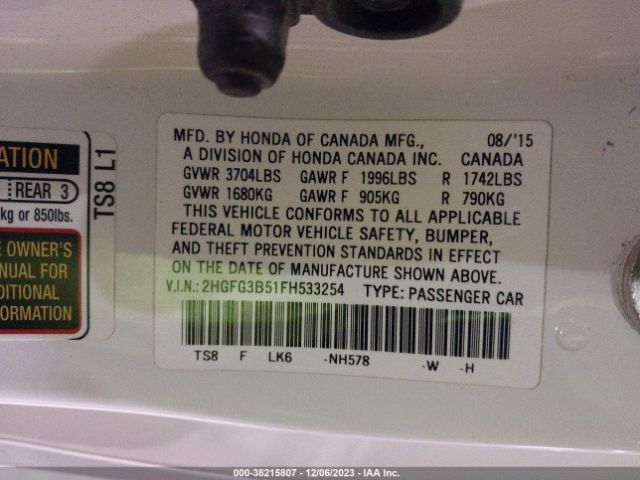 MFD. BY HONDA OF CANADA MFG., 08/'15
A DIVISION OF HONDA CANADA INC. CANADA
GVWR 3704LBS GAWR F 1996LBS R 1742LBS
GVWR 1680KG GAWR F 905KG R 790KG
THIS VEHICLE CONFORMS TO ALL APPLICABLE
FEDERAL MOTOR VEHICLE SAFETY, BUMPER,
AND THEFT PREVENTION STANDARDS IN EFFECT
ON THE DATE OF MANUFACTURE SHOWN ABOVE.
V.I.N.: 2HGFG3B51FH533254 TYPE: PASSENGER CAR
TS8 F LK6 -NH578 -W -H
ATION
REAR 3
kg or 850lbs.
TS8 L1
OWNER'S
NUAL FOR
DITIONAL
FORMATION
000-38215807 - 12/06/2023 - IAA Inc.